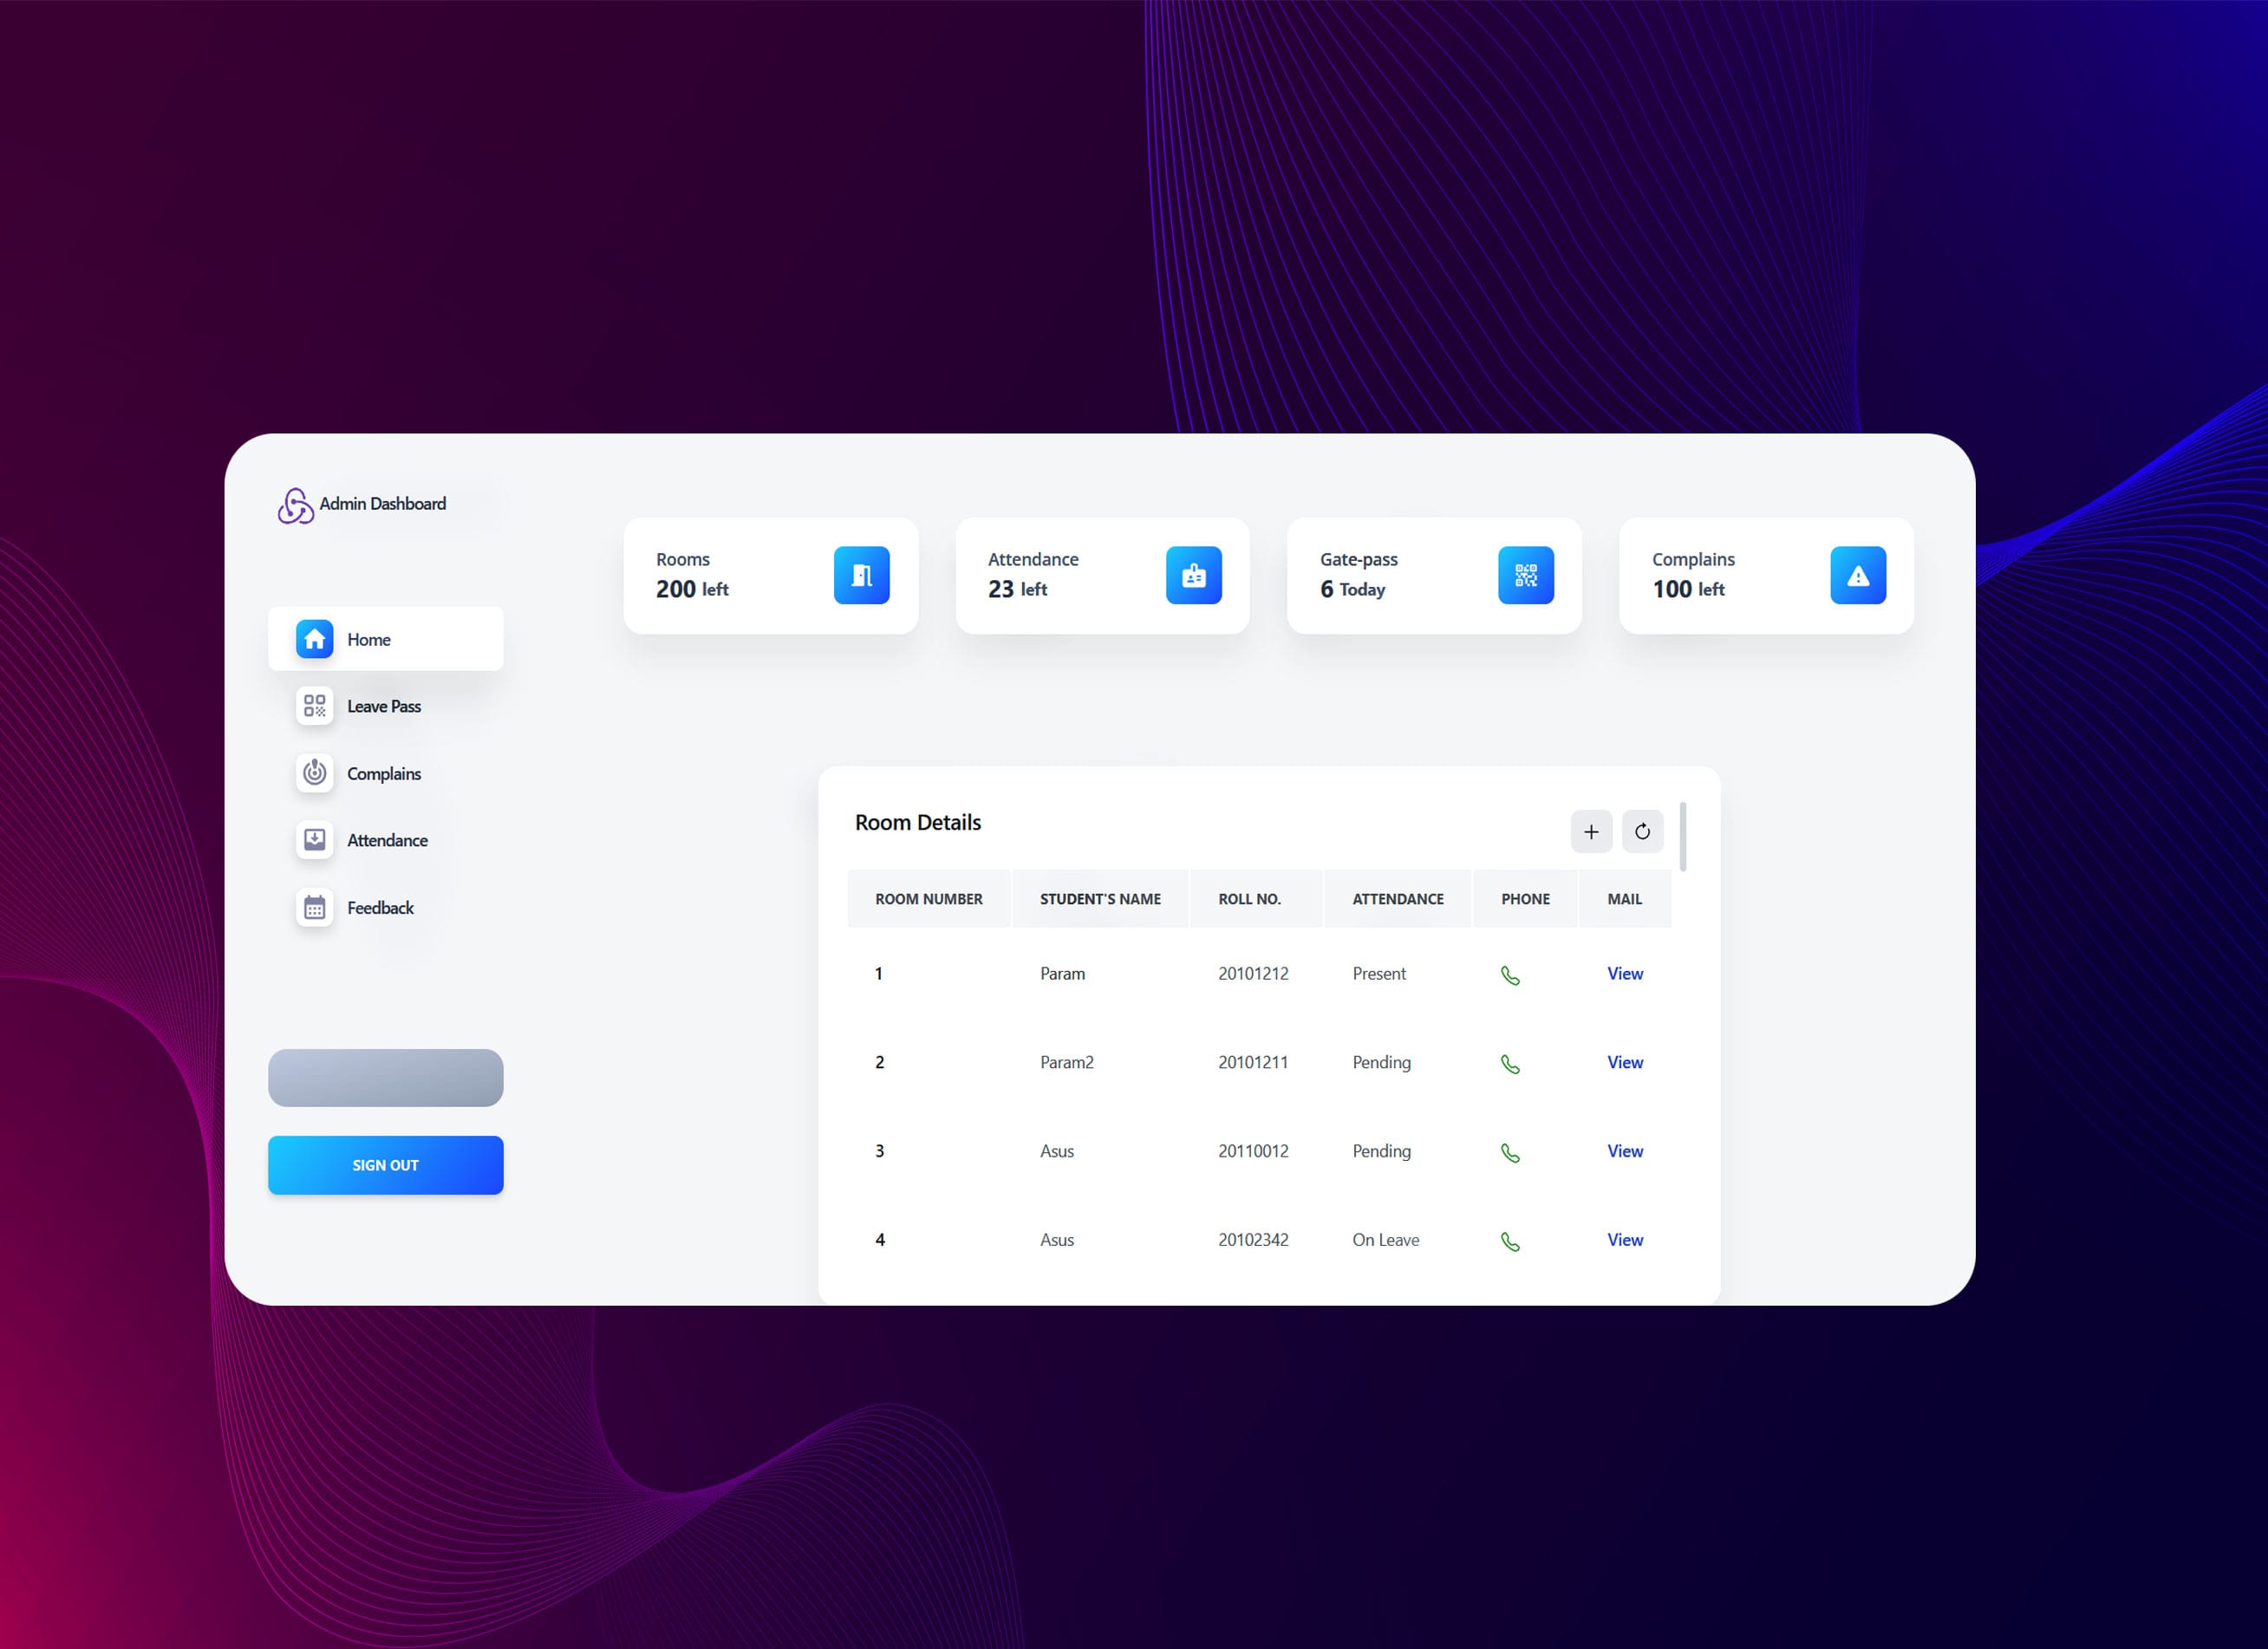 Admin Dashboard
Home
Leave Pass
Complains
Attendance
Feedback
SIGN OUT
Rooms
200 left
Attendance
23 left
Gate-pass
6 Today
Complains
100 left
Room Details
ROOM NUMBER STUDENT'S NAME ROLL NO. ATTENDANCE PHONE MAIL
1 Param 20101212 Present View
2 Param2 20101211 Pending View
3 Asus 20110012 Pending View
4 Asus 20102342 On Leave View